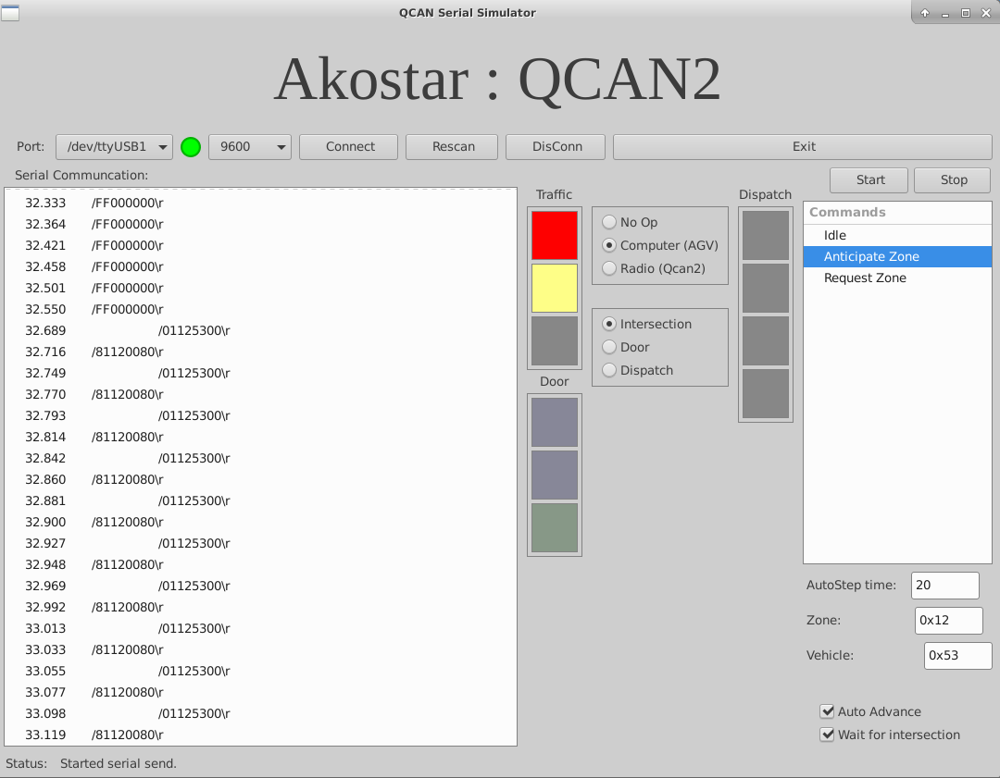 QCAN Serial Simulator
Akostar : QCAN2
Port: /dev/ttyUSB1 9600 Connect Rescan DisConn Exit
Serial Communcation:
32.333 /FF000000\r
32.364 /FF000000\r
32.421 /FF000000\r
32.458 /FF000000\r
32.501 /FF000000\r
32.550 /FF000000\r
32.689 /01125300\r
32.716 /81120080\r
32.749 /01125300\r
32.770 /81120080\r
32.793 /01125300\r
32.814 /81120080\r
32.842 /01125300\r
32.860 /81120080\r
32.881 /01125300\r
32.900 /81120080\r
32.927 /01125300\r
32.948 /81120080\r
32.969 /01125300\r
32.992 /81120080\r
33.013 /01125300\r
33.033 /81120080\r
33.055 /01125300\r
33.077 /81120080\r
33.098 /01125300\r
33.119 /81120080\r
Traffic
Door
No Op
Computer (AGV)
Radio (Qcan2)
Intersection
Door
Dispatch
Dispatch
Start Stop
Commands
Idle
Anticipate Zone
Request Zone
AutoStep time: 20
Zone: 0x12
Vehicle: 0x53
Auto Advance
Wait for intersection
Status: Started serial send.